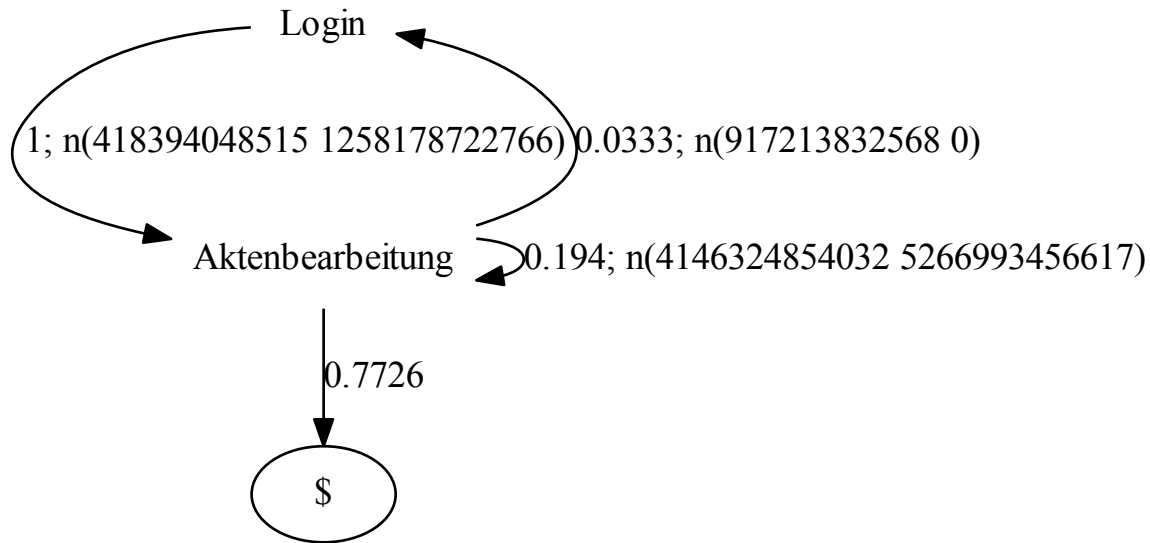 Login
1; n(418394048515 1258178722766)
0.0333; n(917213832568 0)
Aktenbearbeitung
0.194; n(4146324854032 5266993456617)
0.7726
$